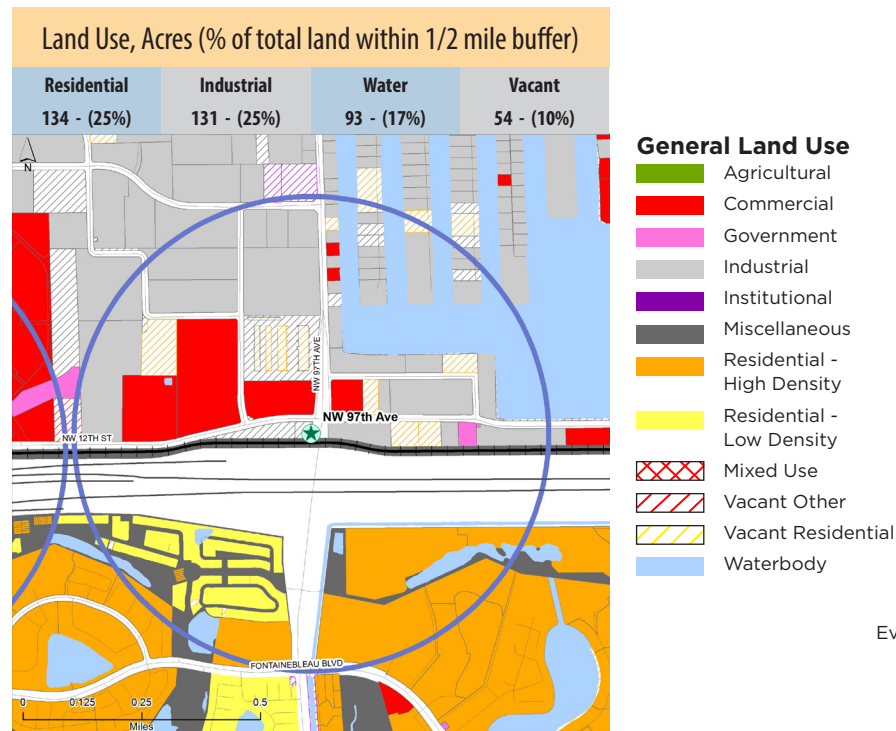 Land Use, Acres (% of total land within 1/2 mile buffer)
Residential Industrial Water Vacant
134 - (25%) 131 - (25%) 93 - (17%) 54 - (10%)
N
NW 97TH AVE
NW 97th Ave
NW 12TH ST
FONTAINEBLEAU BLVD
0 0.125 0.25 0.5
Miles
General Land Use
Agricultural
Commercial
Government
Industrial
Institutional
Miscellaneous
Residential -
High Density
Residential -
Low Density
Mixed Use
Vacant Other
Vacant Residential
Waterbody
Ev